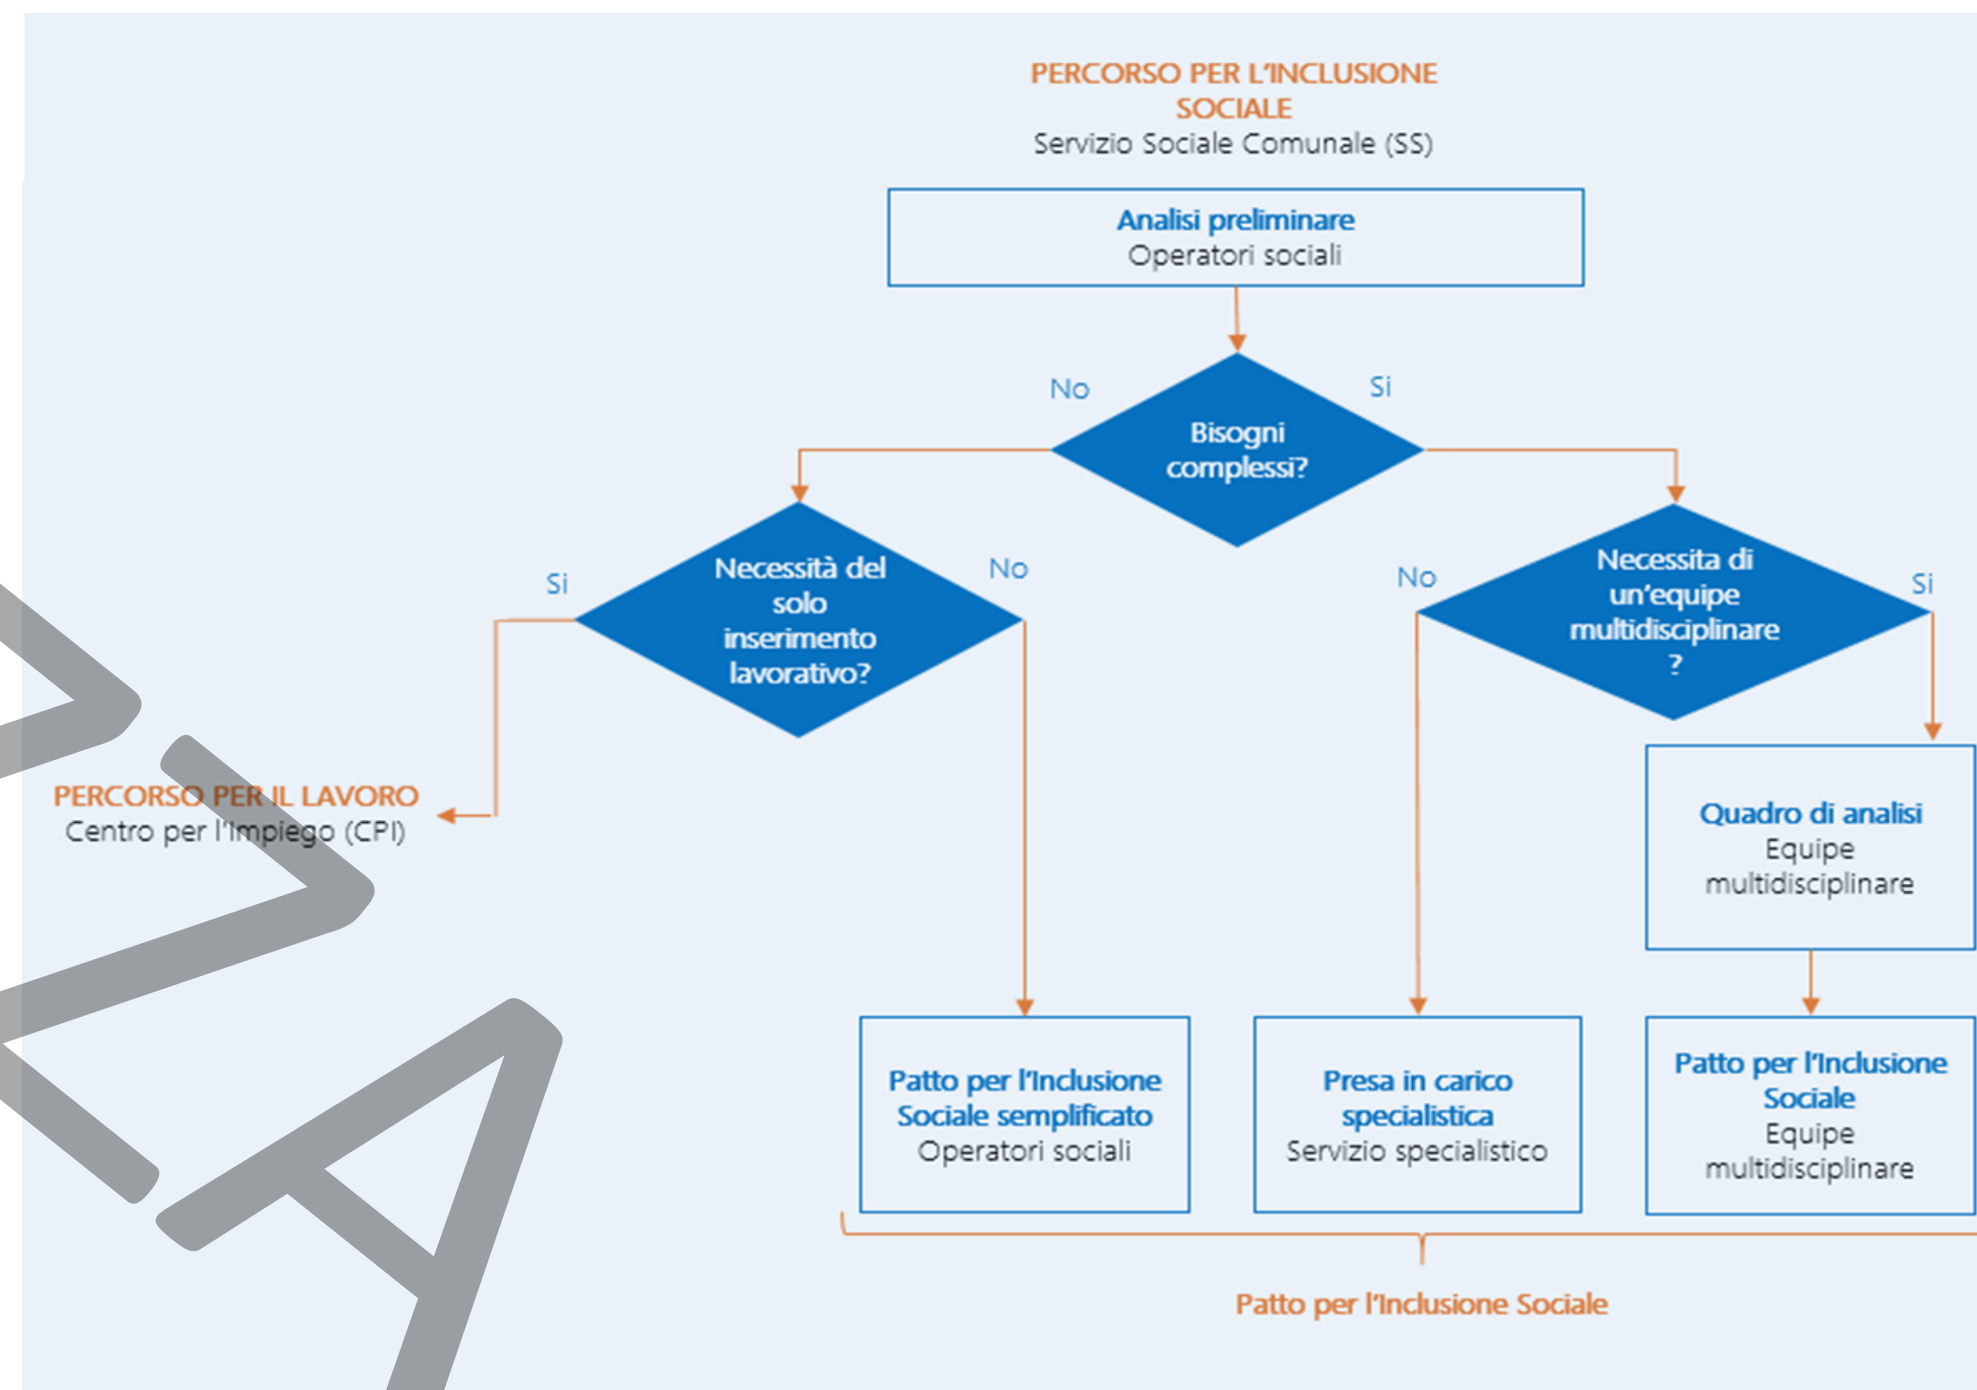 PERCORSO PER L'INCLUSIONE
SOCIALE
Servizio Sociale Comunale (SS)
Analisi preliminare
Operatori sociali
No
Si
Bisogni
complessi?
Si
Necessità del
solo
inserimento
lavorativo?
No
No
Necessita di
un'equipe
multidisciplinare
?
Si
PERCORSO PER IL LAVORO
Centro per l'Impiego (CPI)
Quadro di analisi
Equipe
multidisciplinare
Patto per l'Inclusione
Sociale semplificato
Operatori sociali
Presa in carico
specialistica
Servizio specialistico
Patto per l'Inclusione
Sociale
Equipe
multidisciplinare
Patto per l'Inclusione Sociale